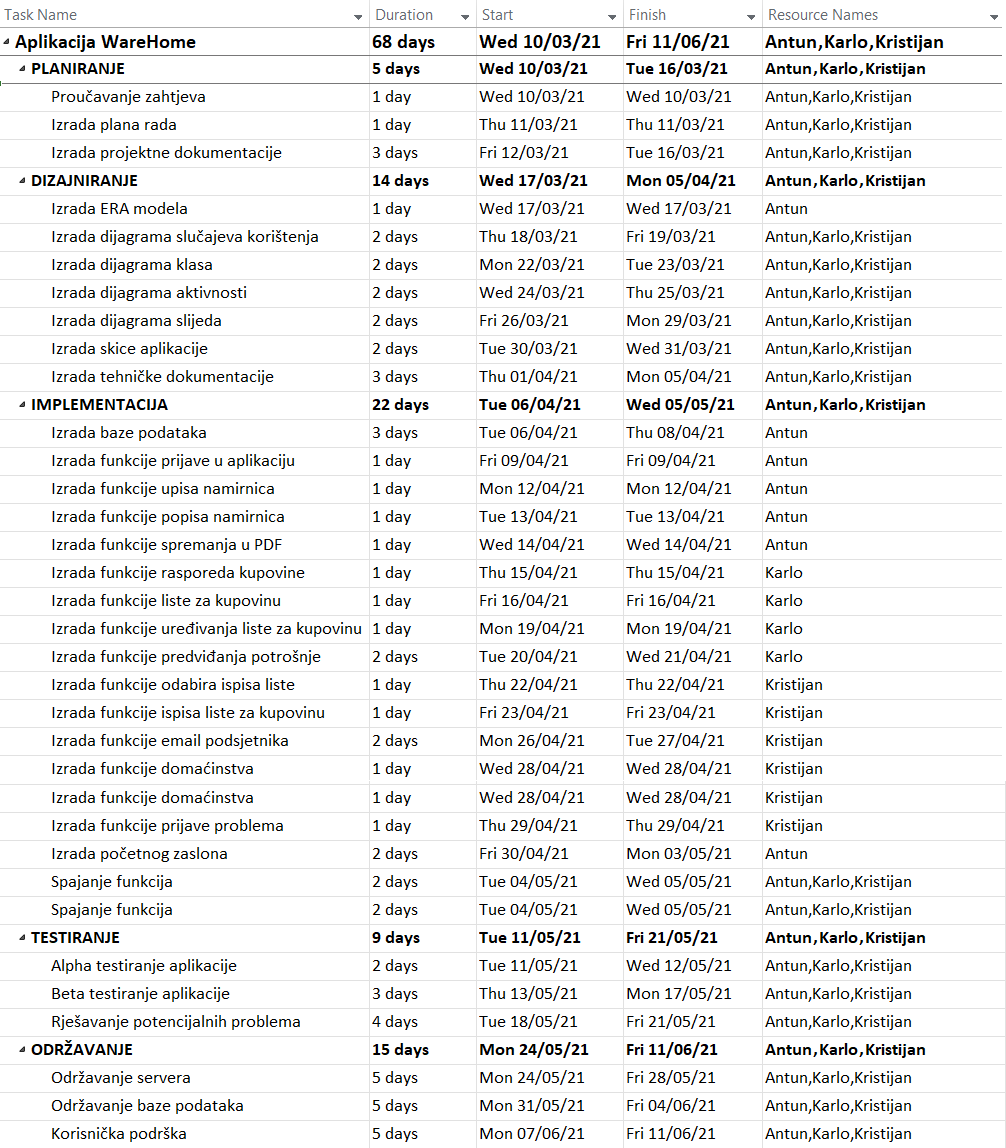 Task Name Duration Start Finish Resource Names
Aplikacija WareHome 68 days Wed 10/03/21 Fri 11/06/21 Antun,Karlo,Kristijan
PLANIRANJE 5 days Wed 10/03/21 Tue 16/03/21 Antun,Karlo,Kristijan
Proučavanje zahtjeva 1 day Wed 10/03/21 Wed 10/03/21 Antun,Karlo,Kristijan
Izrada plana rada 1 day Thu 11/03/21 Thu 11/03/21 Antun,Karlo,Kristijan
Izrada projektne dokumentacije 3 days Fri 12/03/21 Tue 16/03/21 Antun,Karlo,Kristijan
DIZAJNIRANJE 14 days Wed 17/03/21 Mon 05/04/21 Antun,Karlo,Kristijan
Izrada ERA modela 1 day Wed 17/03/21 Wed 17/03/21 Antun
Izrada dijagrama slučajeva korištenja 2 days Thu 18/03/21 Fri 19/03/21 Antun,Karlo,Kristijan
Izrada dijagrama klasa 2 days Mon 22/03/21 Tue 23/03/21 Antun,Karlo,Kristijan
Izrada dijagrama aktivnosti 2 days Wed 24/03/21 Thu 25/03/21 Antun,Karlo,Kristijan
Izrada dijagrama slijeda 2 days Fri 26/03/21 Mon 29/03/21 Antun,Karlo,Kristijan
Izrada skice aplikacije 2 days Tue 30/03/21 Wed 31/03/21 Antun,Karlo,Kristijan
Izrada tehničke dokumentacije 3 days Thu 01/04/21 Mon 05/04/21 Antun,Karlo,Kristijan
IMPLEMENTACIJA 22 days Tue 06/04/21 Wed 05/05/21 Antun,Karlo,Kristijan
Izrada baze podataka 3 days Tue 06/04/21 Thu 08/04/21 Antun
Izrada funkcije prijave u aplikaciju 1 day Fri 09/04/21 Fri 09/04/21 Antun
Izrada funkcije upisa namirnica 1 day Mon 12/04/21 Mon 12/04/21 Antun
Izrada funkcije popisa namirnica 1 day Tue 13/04/21 Tue 13/04/21 Antun
Izrada funkcije spremanja u PDF 1 day Wed 14/04/21 Wed 14/04/21 Antun
Izrada funkcije rasporeda kupovine 1 day Thu 15/04/21 Thu 15/04/21 Karlo
Izrada funkcije liste za kupovinu 1 day Fri 16/04/21 Fri 16/04/21 Karlo
Izrada funkcije uređivanja liste za kupovinu 1 day Mon 19/04/21 Mon 19/04/21 Karlo
Izrada funkcije predviđanja potrošnje 2 days Tue 20/04/21 Wed 21/04/21 Karlo
Izrada funkcije odabira ispisa liste 1 day Thu 22/04/21 Thu 22/04/21 Kristijan
Izrada funkcije ispisa liste za kupovinu 1 day Fri 23/04/21 Fri 23/04/21 Kristijan
Izrada funkcije email podsjetnika 2 days Mon 26/04/21 Tue 27/04/21 Kristijan
Izrada funkcije domaćinstva 1 day Wed 28/04/21 Wed 28/04/21 Kristijan
Izrada funkcije domaćinstva 1 day Wed 28/04/21 Wed 28/04/21 Kristijan
Izrada funkcije prijave problema 1 day Thu 29/04/21 Thu 29/04/21 Kristijan
Izrada početnog zaslona 2 days Fri 30/04/21 Mon 03/05/21 Antun
Spajanje funkcija 2 days Tue 04/05/21 Wed 05/05/21 Antun,Karlo,Kristijan
Spajanje funkcija 2 days Tue 04/05/21 Wed 05/05/21 Antun,Karlo,Kristijan
TESTIRANJE 9 days Tue 11/05/21 Fri 21/05/21 Antun,Karlo,Kristijan
Alpha testiranje aplikacije 2 days Tue 11/05/21 Wed 12/05/21 Antun,Karlo,Kristijan
Beta testiranje aplikacije 3 days Thu 13/05/21 Mon 17/05/21 Antun,Karlo,Kristijan
Rješavanje potencijalnih problema 4 days Tue 18/05/21 Fri 21/05/21 Antun,Karlo,Kristijan
ODRŽAVANJE 15 days Mon 24/05/21 Fri 11/06/21 Antun,Karlo,Kristijan
Održavanje servera 5 days Mon 24/05/21 Fri 28/05/21 Antun,Karlo,Kristijan
Održavanje baze podataka 5 days Mon 31/05/21 Fri 04/06/21 Antun,Karlo,Kristijan
Korisnička podrška 5 days Mon 07/06/21 Fri 11/06/21 Antun,Karlo,Kristijan